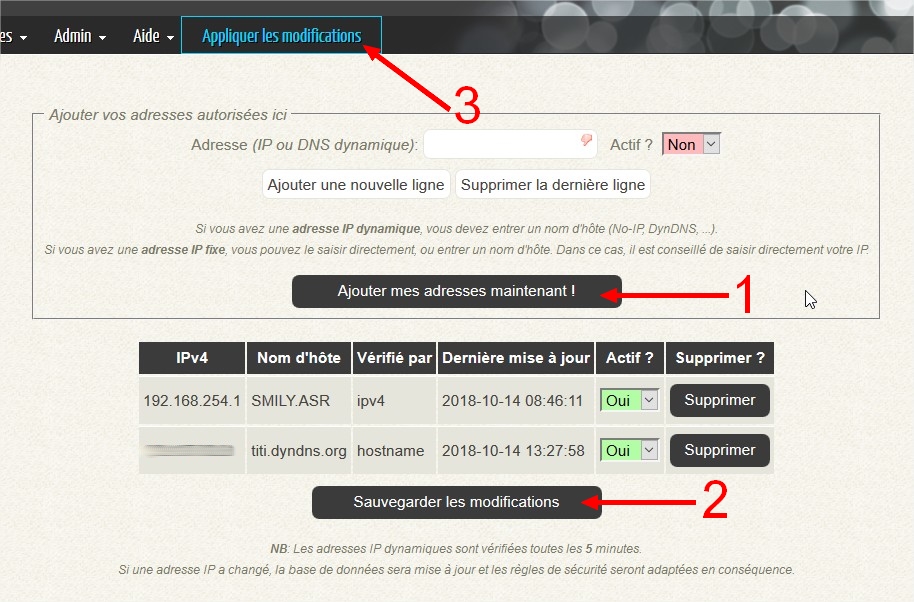 es Admin Aide Appliquer les modifications
3
Ajouter vos adresses autorisées ici
Adresse (IP ou DNS dynamique): Actif ? Non
Ajouter une nouvelle ligne Supprimer la dernière ligne
Si vous avez une adresse IP dynamique, vous devez entrer un nom d'hôte (No-IP, DynDNS, ...).
Si vous avez une adresse IP fixe, vous pouvez le saisir directement, ou entrer un nom d'hôte. Dans ce cas, il est conseillé de saisir directement votre IP.
Ajouter mes adresses maintenant ! 1
IPv4 Nom d'hôte Vérifié par Dernière mise à jour Actif ? Supprimer ?
192.168.254.1 SMILY.ASR ipv4 2018-10-14 08:46:11 Oui Supprimer
titi.dyndns.org hostname 2018-10-14 13:27:58 Oui Supprimer
Sauvegarder les modifications 2
NB: Les adresses IP dynamiques sont vérifiées toutes les 5 minutes.
Si une adresse IP a changé, la base de données sera mise à jour et les règles de sécurité seront adaptées en conséquence.